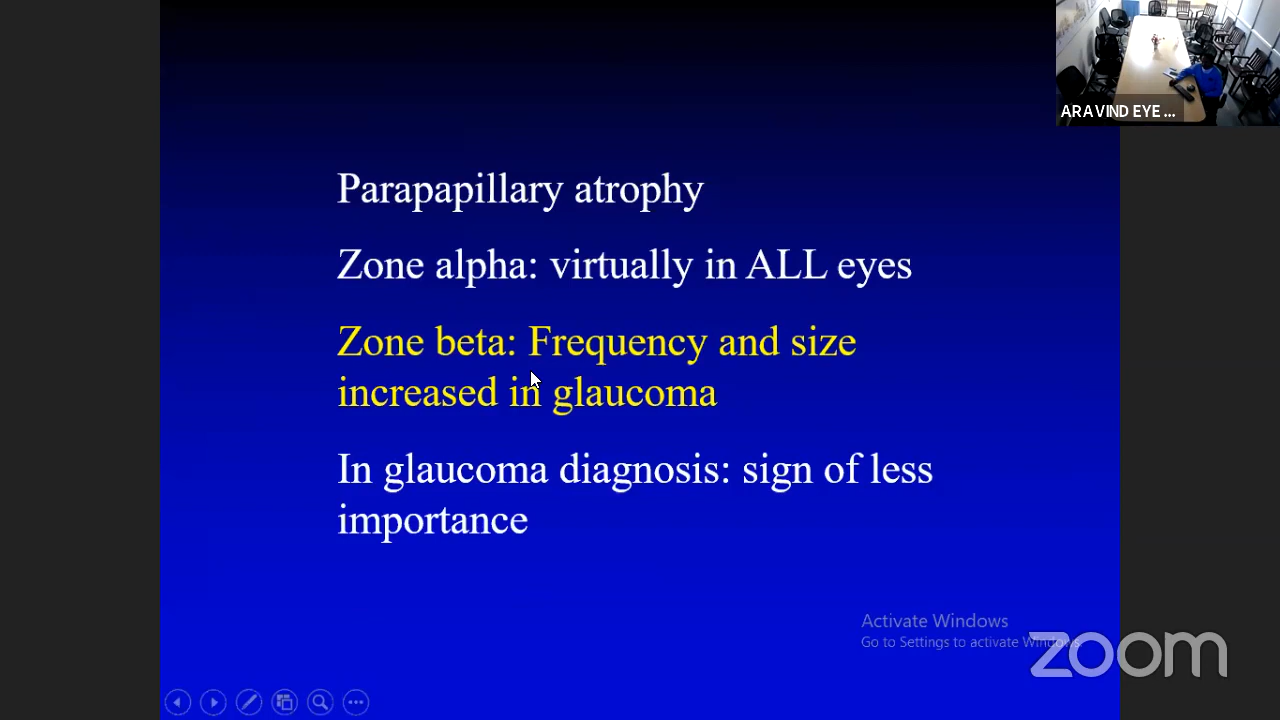 ARAVIND EYE ...
Parapapillary atrophy
Zone alpha: virtually in ALL eyes
Zone beta: Frequency and size
increased in glaucoma
In glaucoma diagnosis: sign of less
importance
Activate Windows
Go to Settings to activate Windows.
zoom